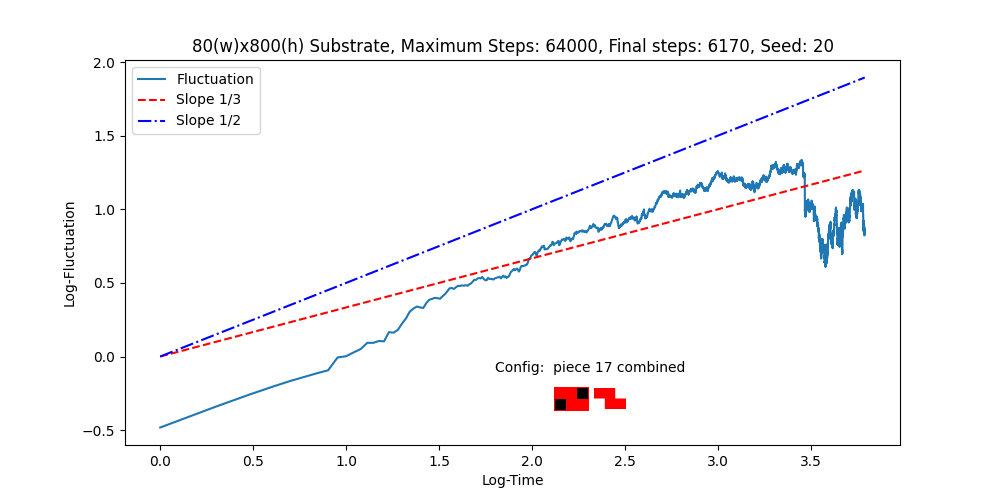 80(w)x800(h) Substrate, Maximum Steps: 64000, Final steps: 6170, Seed: 20
2.0
1.5
1.0
0.5
0.0
−0.5
Log-Fluctuation
Fluctuation
Slope 1/3
Slope 1/2
Config:  piece 17 combined
0.0 0.5 1.0 1.5 2.0 2.5 3.0 3.5
Log-Time